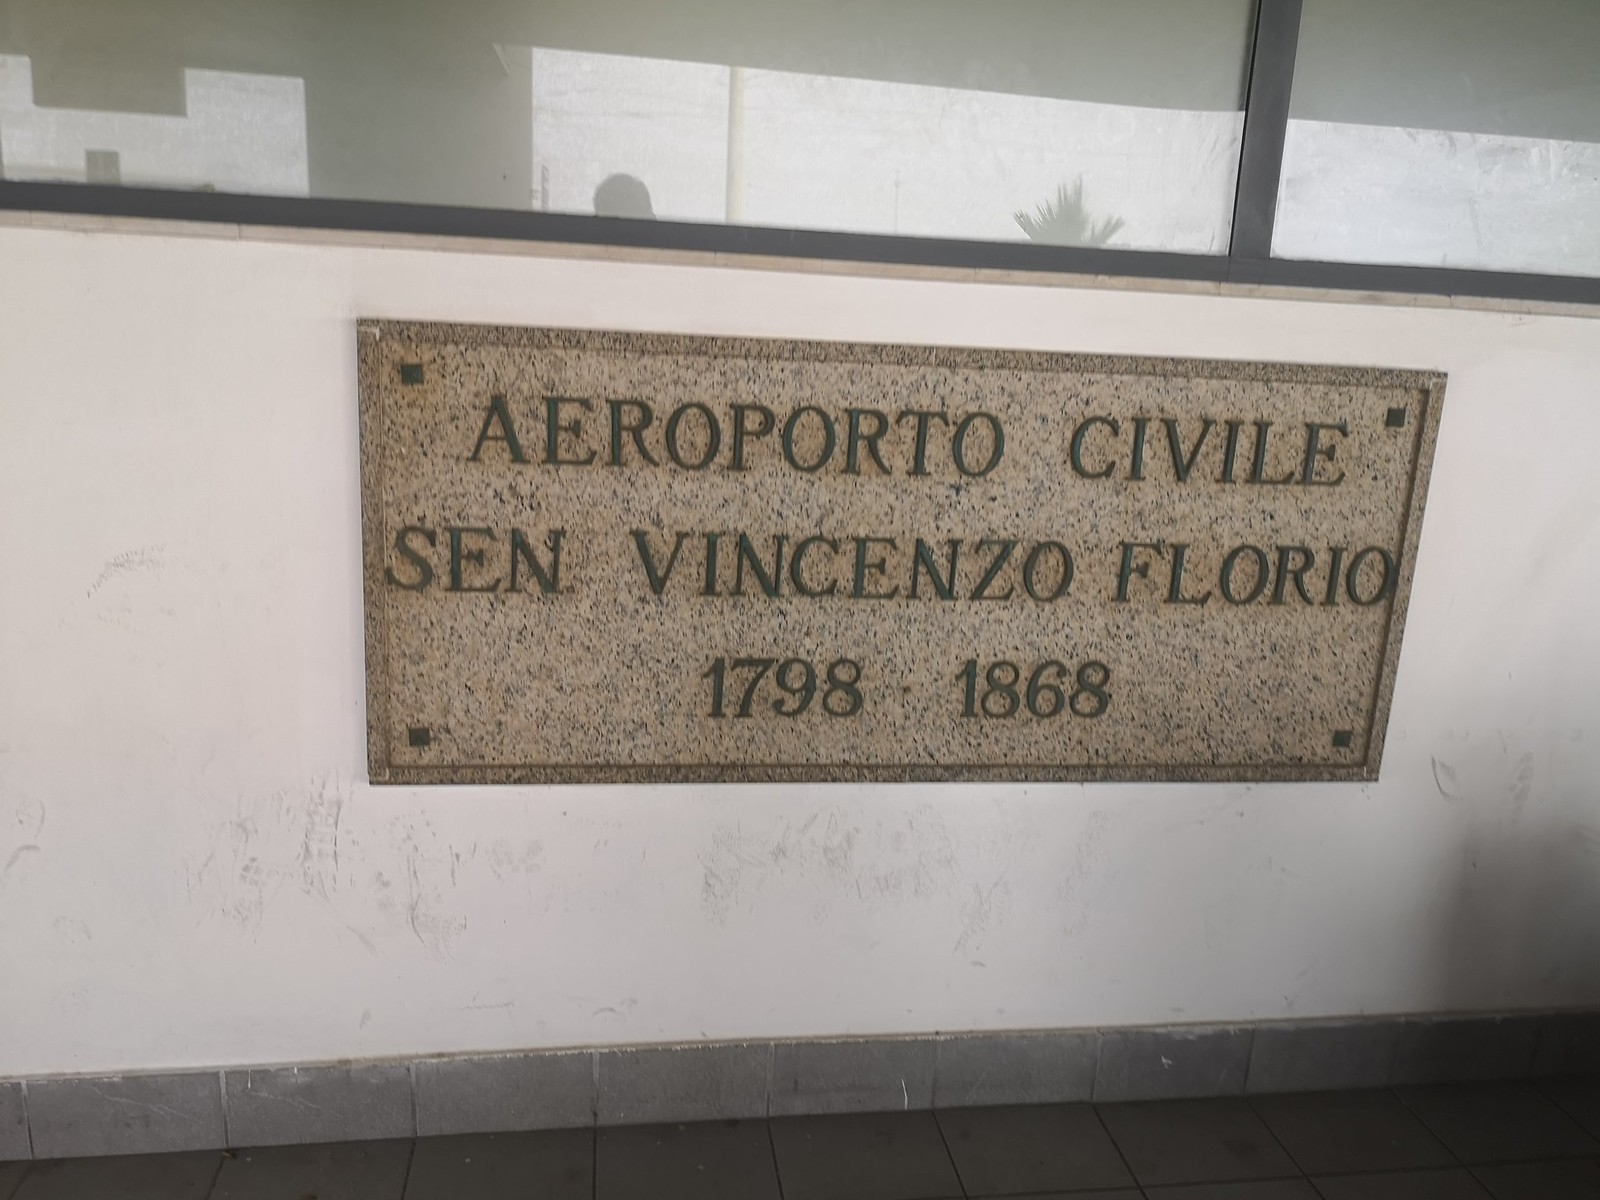 AEROPORTO CIVILE
SEN VINCENZO FLORIO
1798 1868